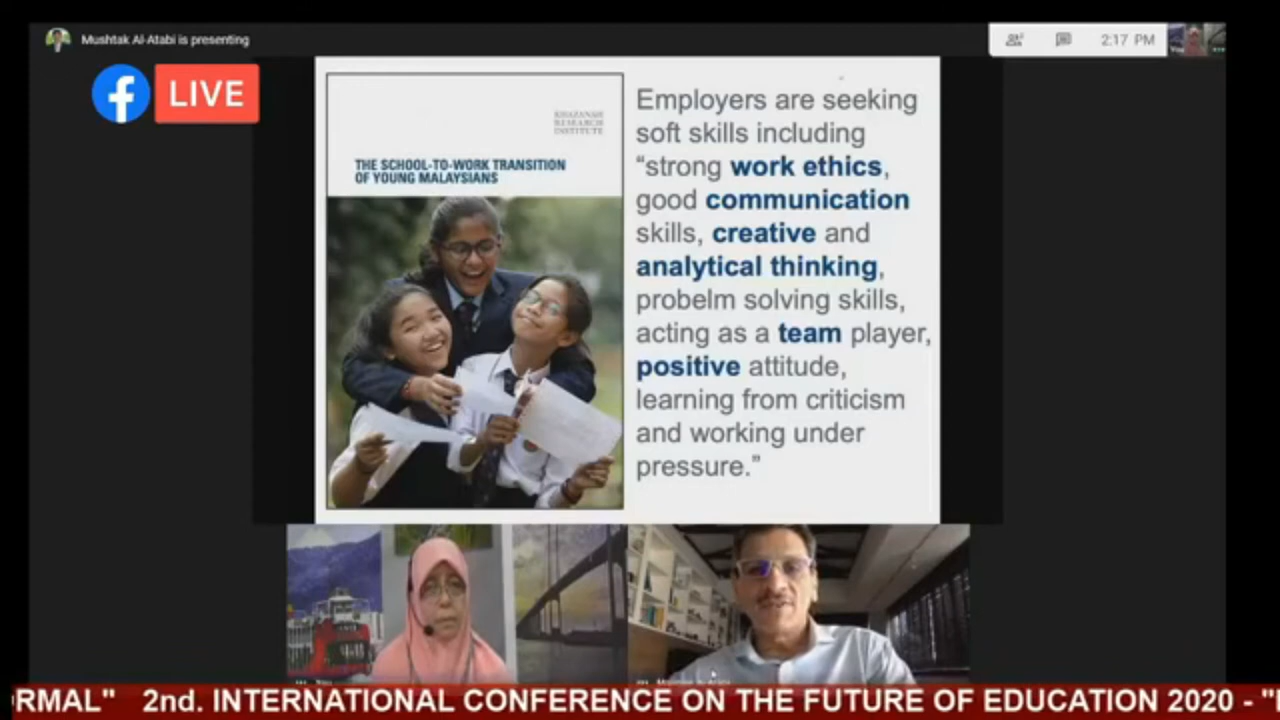 Mushtak Al-Atabi is presenting
2:17 PM
LIVE
KHAZANAH
RESEARCH
INSTITUTE
THE SCHOOL-TO-WORK TRANSITION
OF YOUNG MALAYSIANS
Employers are seeking
soft skills including
“strong work ethics,
good communication
skills, creative and
analytical thinking,
probelm solving skills,
acting as a team player,
positive attitude,
learning from criticism
and working under
pressure.”
RMAL" 2nd. INTERNATIONAL CONFERENCE ON THE FUTURE OF EDUCATION 2020 - "